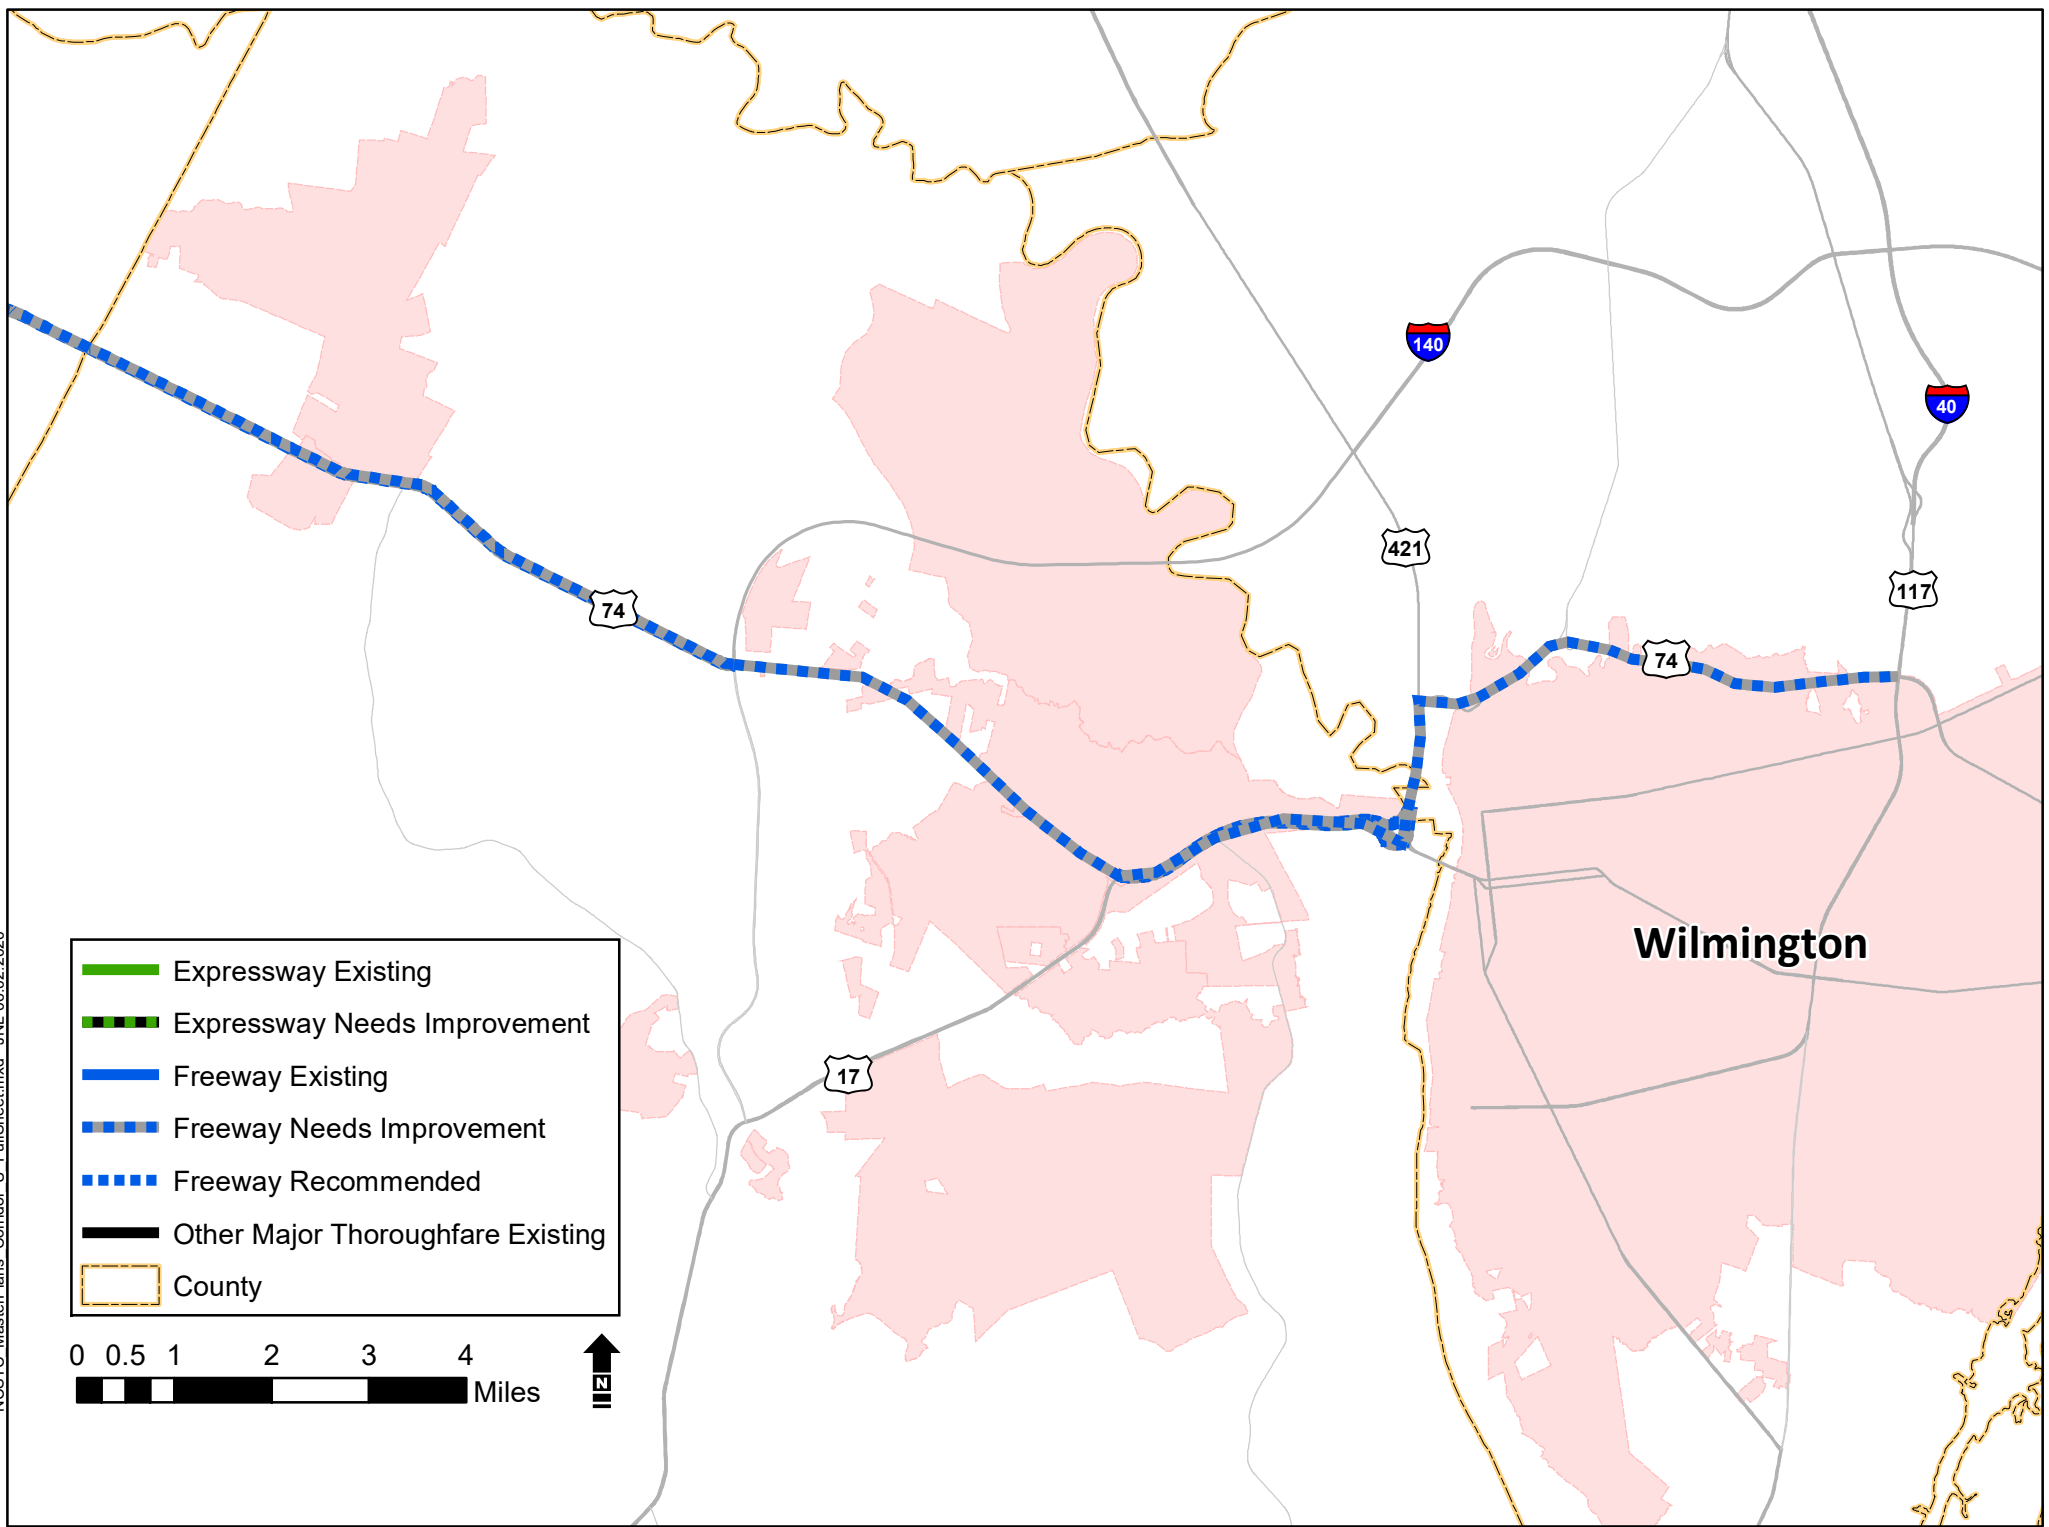 140
40
421
117
74
74
Wilmington
17
Expressway Existing
Expressway Needs Improvement
Freeway Existing
Freeway Needs Improvement
Freeway Recommended
Other Major Thoroughfare Existing
County
0 0.5 1 2 3 4
Miles
N